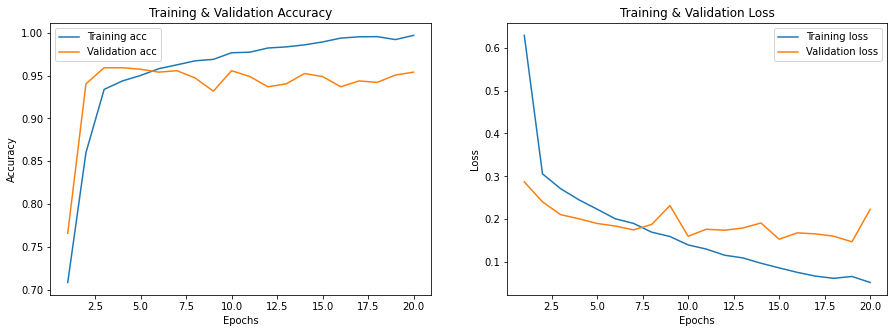 Training & Validation Accuracy
Training acc
Validation acc
Accuracy
1.00
0.95
0.90
0.85
0.80
0.75
0.70
2.5 5.0 7.5 10.0 12.5 15.0 17.5 20.0
Epochs
Training & Validation Loss
Training loss
Validation loss
Loss
0.6
0.5
0.4
0.3
0.2
0.1
2.5 5.0 7.5 10.0 12.5 15.0 17.5 20.0
Epochs